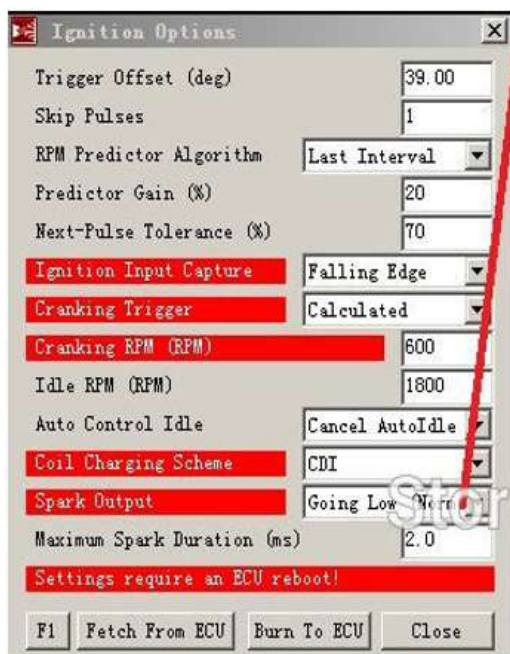 Ignition Options
Trigger Offset (deg) 39.00
Skip Pulses 1
RPM Predictor Algorithm Last Interval
Predictor Gain (%) 20
Next-Pulse Tolerance (%) 70
Ignition Input Capture Falling Edge
Cranking Trigger Calculated
Cranking RPM (RPM) 600
Idle RPM (RPM) 1800
Auto Control Idle Cancel AutoIdle
Coil Charging Scheme CDI
Spark Output Going Low
Stor
Maximum Spark Duration (ms) 2.0
Settings require an ECU reboot!
F1 Fetch From ECU Burn To ECU Close